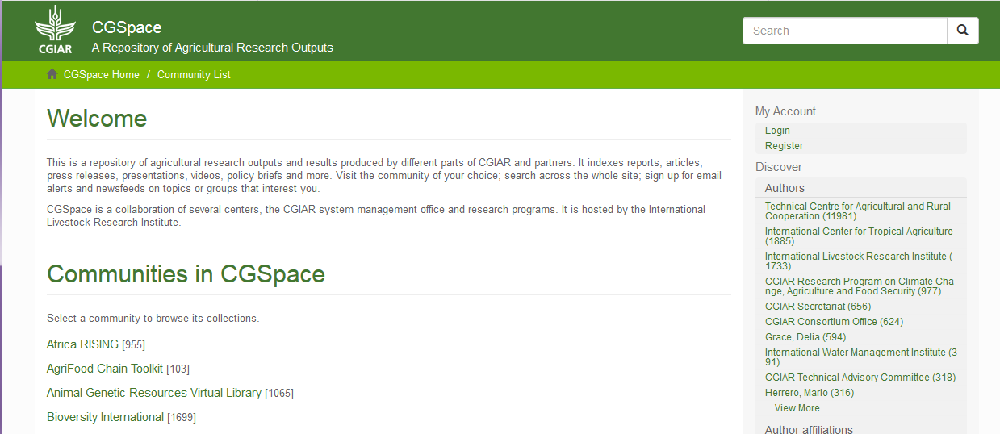 CGIAR
CGSpace
A Repository of Agricultural Research Outputs
Search
CGSpace Home / Community List
Welcome
This is a repository of agricultural research outputs and results produced by different parts of CGIAR and partners. It indexes reports, articles,
press releases, presentations, videos, policy briefs and more. Visit the community of your choice; search across the whole site; sign up for email
alerts and newsfeeds on topics or groups that interest you.
CGSpace is a collaboration of several centers, the CGIAR system management office and research programs. It is hosted by the International
Livestock Research Institute.
Communities in CGSpace
Select a community to browse its collections.
Africa RISING [955]
AgriFood Chain Toolkit [103]
Animal Genetic Resources Virtual Library [1065]
Bioversity International [1699]
My Account
Login
Register
Discover
Authors
Technical Centre for Agricultural and Rural
Cooperation (11981)
International Center for Tropical Agriculture
(1885)
International Livestock Research Institute (
1733)
CGIAR Research Program on Climate Cha
nge, Agriculture and Food Security (977)
CGIAR Secretariat (656)
CGIAR Consortium Office (624)
Grace, Delia (594)
International Water Management Institute (3
91)
CGIAR Technical Advisory Committee (318)
Herrero, Mario (316)
... View More
Author affiliations